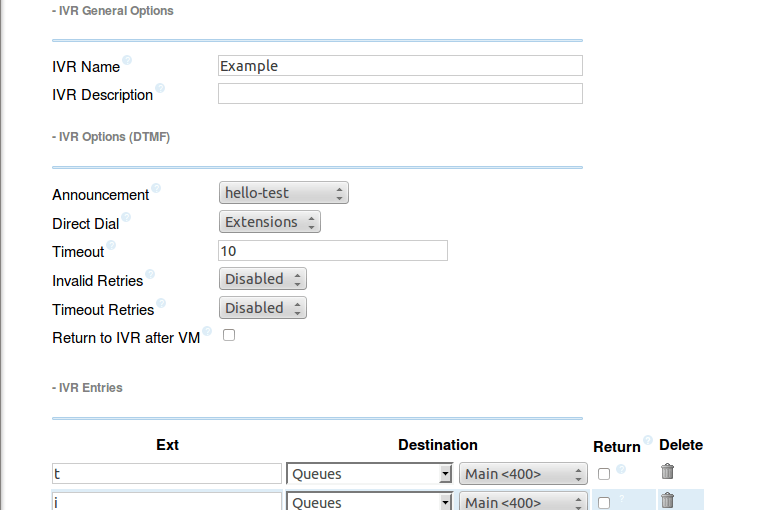 - IVR General Options
IVR Name ? Example
IVR Description ?
- IVR Options (DTMF)
Announcement ? hello-test
Direct Dial ? Extensions
Timeout ? 10
Invalid Retries ? Disabled
Timeout Retries ? Disabled
Return to IVR after VM ?
- IVR Entries
Ext Destination Return ? Delete
t Queues Main <400> ?
i Queues Main <400> ?